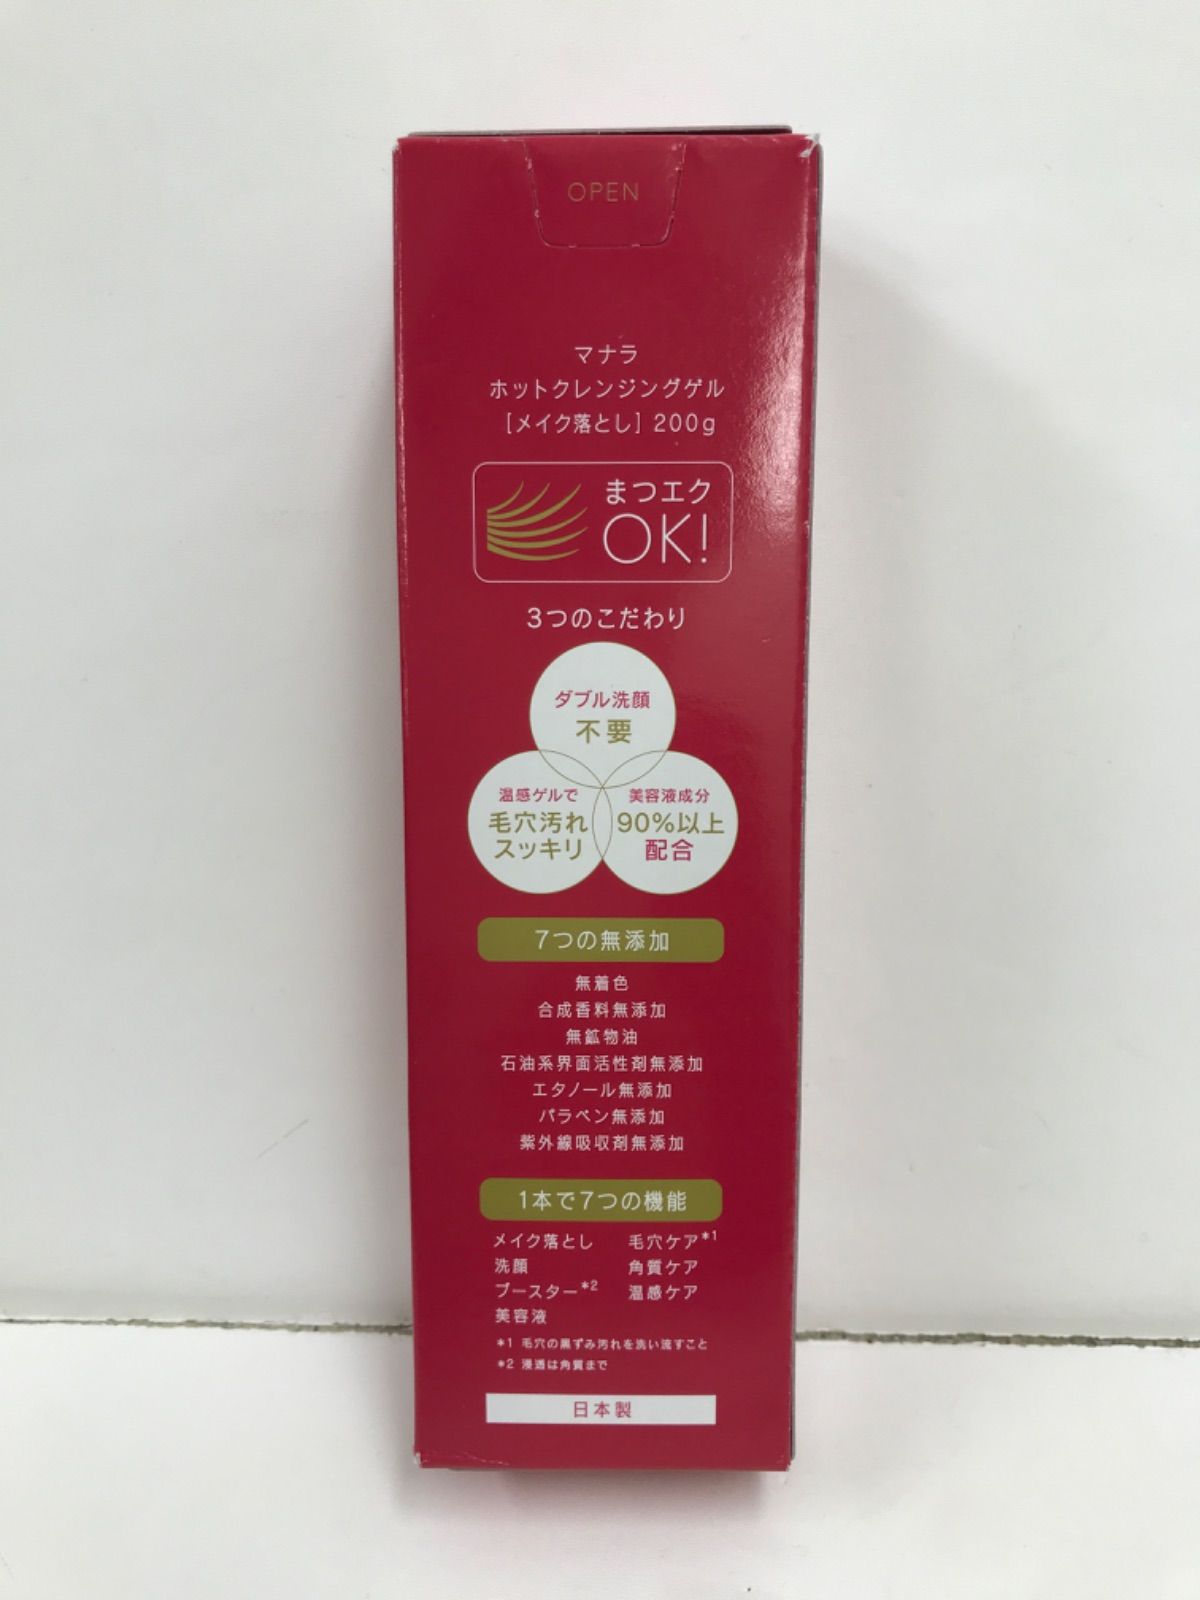 OPEN
マナラ
ホットクレンジングゲル
[メイク落とし] 200g
まつエク
OK!
3つのこだわり
ダブル洗顔
不要
温感ゲルで
毛穴汚れ
スッキリ
美容液成分
90%以上
配合
7つの無添加
無着色
合成香料無添加
無鉱物油
石油系界面活性剤無添加
エタノール無添加
パラベン無添加
紫外線吸収剤無添加
1本で7つの機能
メイク落とし 毛穴ケア*1
洗顔 角質ケア
ブースター*2 温感ケア
美容液
*1 毛穴の黒ずみ汚れを洗い流すこと
*2 浸透は角質まで
日本製